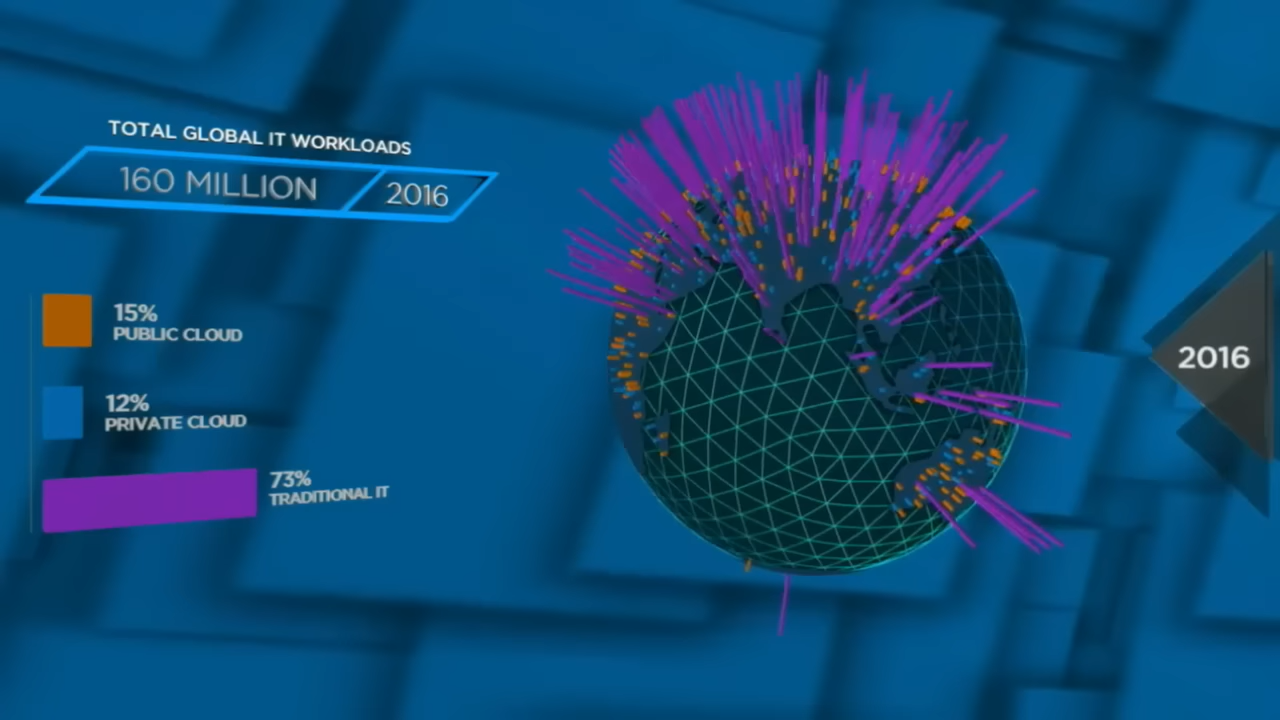 TOTAL GLOBAL IT WORKLOADS
160 MILLION 2016
15%
PUBLIC CLOUD
12%
PRIVATE CLOUD
73%
TRADITIONAL IT
2016